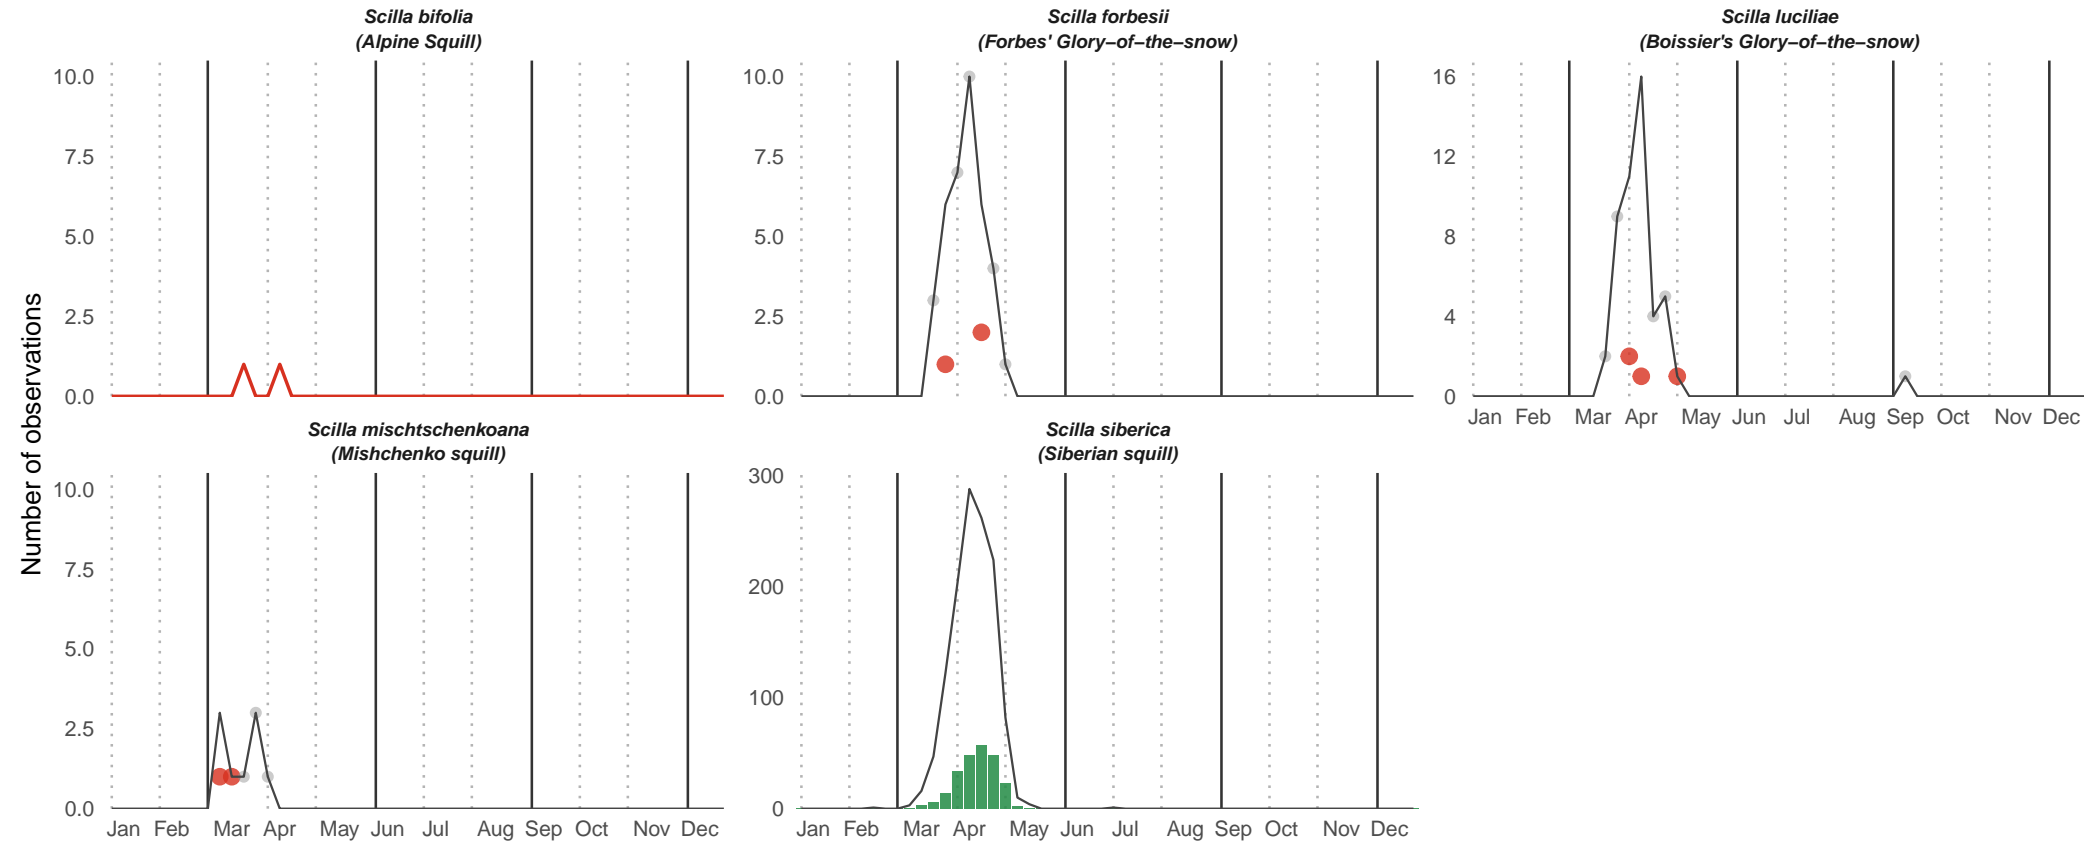 Scilla bifolia
(Alpine Squill)
Scilla forbesii
(Forbes' Glory−of−the−snow)
Scilla luciliae
(Boissier's Glory−of−the−snow)
10.0
7.5
5.0
2.5
0.0
10.0
7.5
5.0
2.5
0.0
16
12
8
4
0
Jan Feb Mar Apr May Jun Jul Aug Sep Oct Nov Dec
Number of observations
Scilla mischtschenkoana
(Mishchenko squill)
Scilla siberica
(Siberian squill)
10.0
7.5
5.0
2.5
0.0
Jan Feb Mar Apr May Jun Jul Aug Sep Oct Nov Dec
300
200
100
0
Jan Feb Mar Apr May Jun Jul Aug Sep Oct Nov Dec